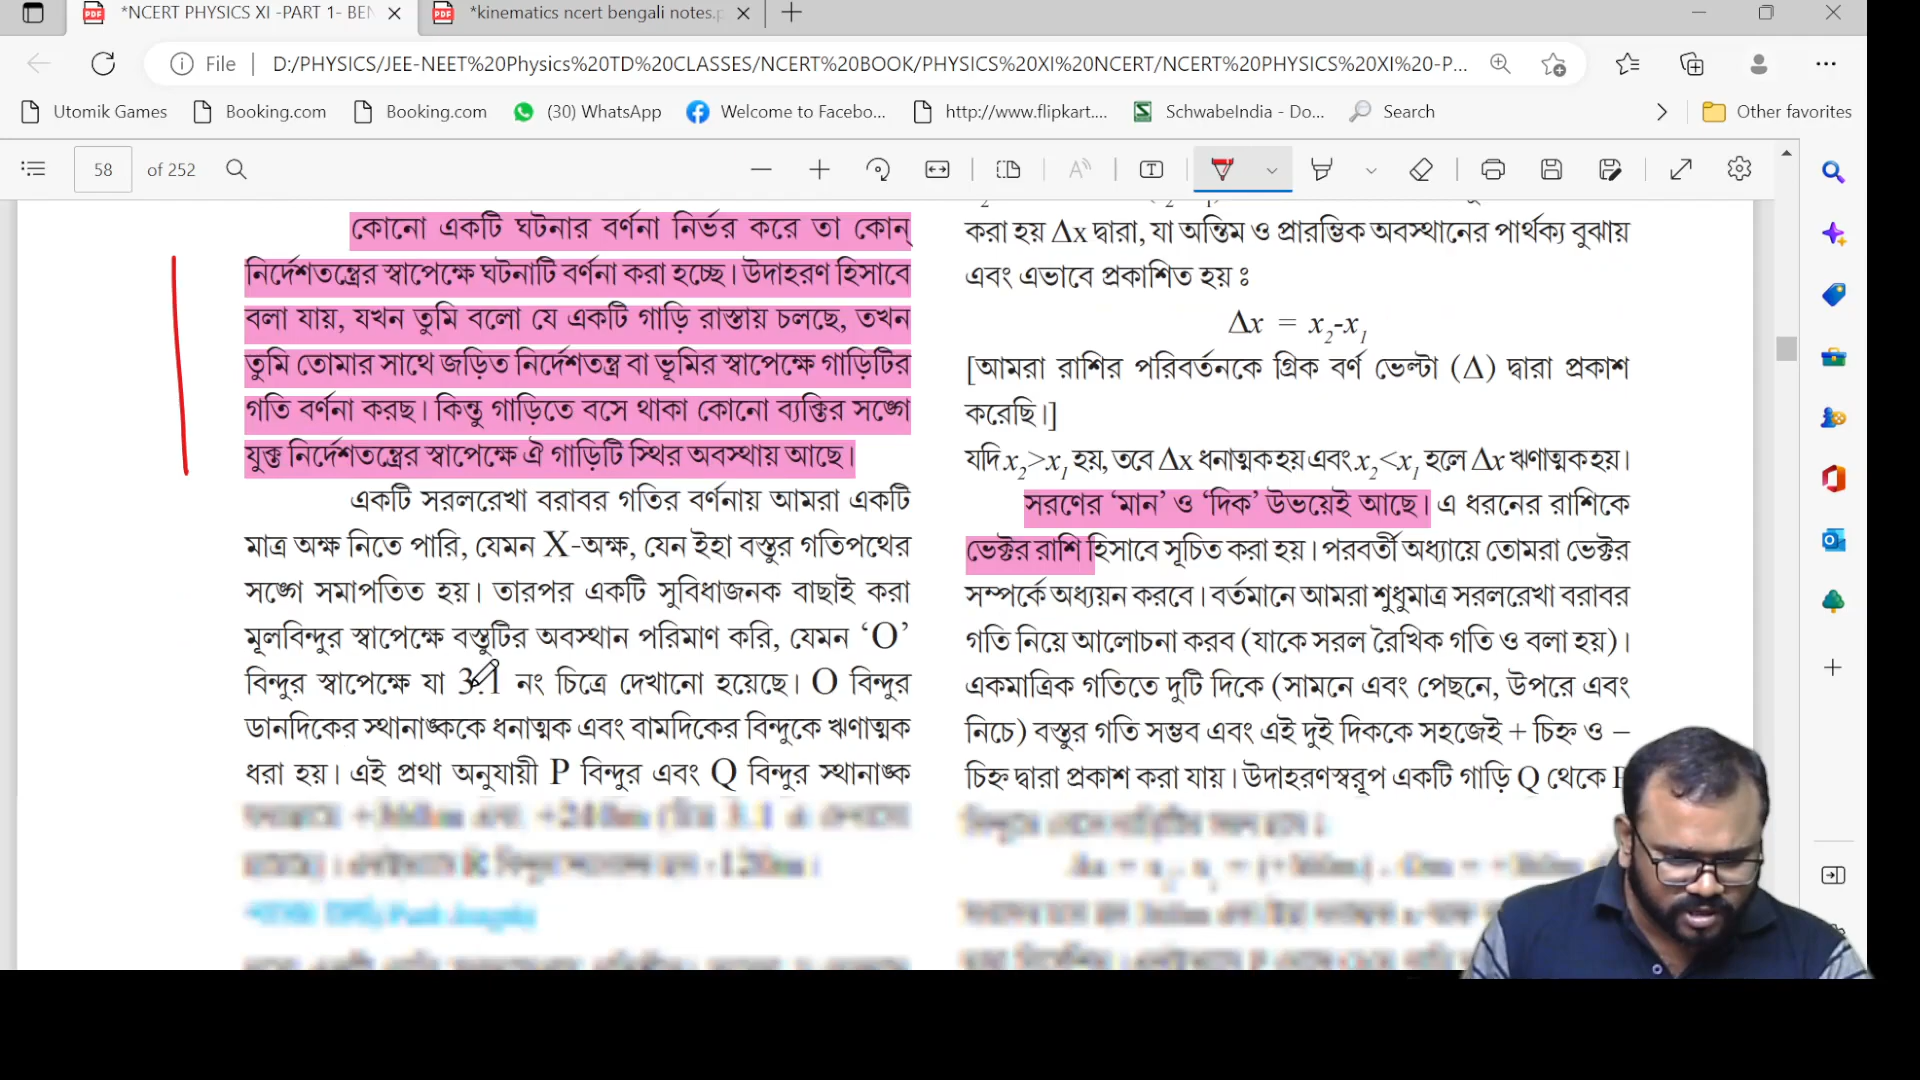 *NCERT PHYSICS XI -PART 1- BEN
*kinematics ncert bengali notes.p
File
D:/PHYSICS/JEE-NEET%20Physics%20TD%20CLASSES/NCERT%20BOOK/PHYSICS%20XI%20NCERT/NCERT%20PHYSICS%20XI%20-P...
Utomik Games
Booking.com
Booking.com
(30) WhatsApp
Welcome to Facebo...
http://www.flipkart....
SchwabeIndia - Do...
Search
Other favorites
58 of 252
কোনো একটি ঘটনার বর্ণনা নির্ভর করে তা কোন্
নির্দেশতন্ত্রের স্বাপেক্ষে ঘটনাটি বর্ণনা করা হচ্ছে। উদাহরণ হিসাবে
বলা যায়, যখন তুমি বলো যে একটি গাড়ি রাস্তায় চলছে, তখন
তুমি তোমার সাথে জড়িত নির্দেশতন্ত্র বা ভূমির স্বাপেক্ষে গাড়িটির
গতি বর্ণনা করছ। কিন্তু গাড়িতে বসে থাকা কোনো ব্যক্তির সঙ্গে
যুক্ত নির্দেশতন্ত্রের স্বাপেক্ষে ঐ গাড়িটি স্থির অবস্থায় আছে।
একটি সরলরেখা বরাবর গতির বর্ণনায় আমরা একটি
মাত্র অক্ষ নিতে পারি, যেমন X-অক্ষ, যেন ইহা বস্তুর গতিপথের
সঙ্গে সমাপতিত হয়। তারপর একটি সুবিধাজনক বাছাই করা
মূলবিন্দুর স্বাপেক্ষে বস্তুটির অবস্থান পরিমাণ করি, যেমন ‘O’
বিন্দুর স্বাপেক্ষে যা 3.1 নং চিত্রে দেখানো হয়েছে। O বিন্দুর
ডানদিকের স্থানাঙ্ককে ধনাত্মক এবং বামদিকের বিন্দুকে ঋণাত্মক
ধরা হয়। এই প্রথা অনুযায়ী P বিন্দুর এবং Q বিন্দুর স্থানাঙ্ক
করা হয় Δx দ্বারা, যা অন্তিম ও প্রারম্ভিক অবস্থানের পার্থক্য বুঝায়
এবং এভাবে প্রকাশিত হয় ঃ
Δx = x₂-x₁
[আমরা রাশির পরিবর্তনকে গ্রিক বর্ণ ভেল্টা (Δ) দ্বারা প্রকাশ
করেছি।]
যদি x₂>x₁ হয়, তবে Δx ধনাত্মক হয় এবং x₂<x₁ হলে Δx ঋণাত্মক হয়।
সরণের ‘মান’ ও ‘দিক’ উভয়েই আছে। এ ধরনের রাশিকে
ভেক্টর রাশি হিসাবে সূচিত করা হয়। পরবর্তী অধ্যায়ে তোমরা ভেক্টর
সম্পর্কে অধ্যয়ন করবে। বর্তমানে আমরা শুধুমাত্র সরলরেখা বরাবর
গতি নিয়ে আলোচনা করব (যাকে সরল রৈখিক গতি ও বলা হয়)।
একমাত্রিক গতিতে দুটি দিকে (সামনে এবং পেছনে, উপরে এবং
নিচে) বস্তুর গতি সম্ভব এবং এই দুই দিককে সহজেই + চিহ্ন ও –
চিহ্ন দ্বারা প্রকাশ করা যায়। উদাহরণস্বরূপ একটি গাড়ি Q থেকে